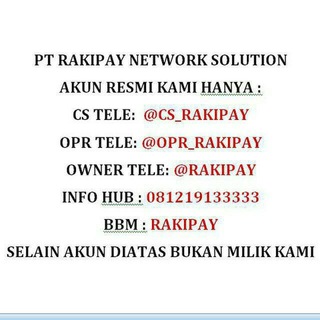 PT RAKIPAY NETWORK SOLUTION
AKUN RESMI KAMI HANYA :
CS TELE: @CS_RAKIPAY
OPR TELE: @OPR_RAKIPAY
OWNER TELE: @RAKIPAY
INFO HUB : 081219133333
BBM : RAKIPAY
SELAIN AKUN DIATAS BUKAN MILIK KAMI